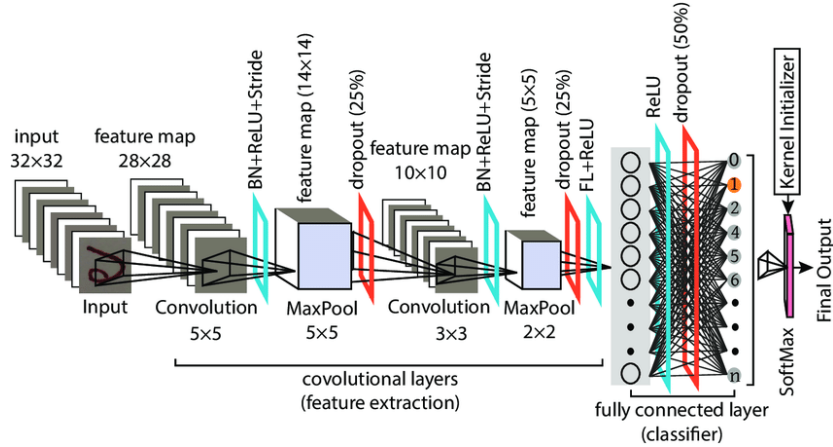 input
32×32
feature map
28×28
BN+ReLU+Stride
feature map (14×14)
dropout (25%)
feature map
10×10
BN+ReLU+Stride
feature map (5×5)
dropout (25%)
FL+ReLU
ReLU
dropout (50%)
Kernel Initializer
0
1
2
4
5
6
n
Input
Convolution
5×5
MaxPool
5×5
Convolution
3×3
MaxPool
2×2
SoftMax
Final Output
covolutional layers
(feature extraction)
fully connected layer
(classifier)